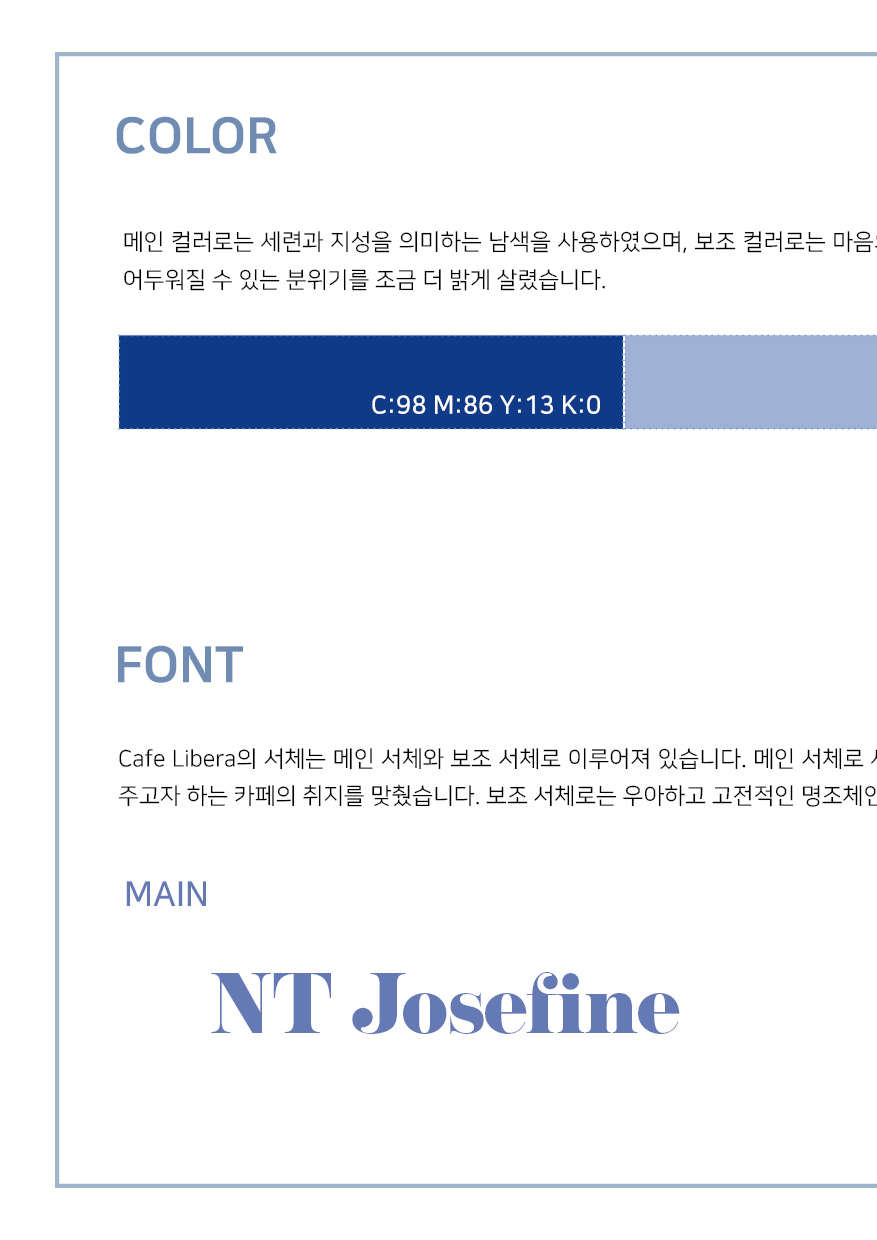 COLOR
메인 컬러로는 세련과 지성을 의미하는 남색을 사용하였으며, 보조 컬러로는 마음
어두워질 수 있는 분위기를 조금 더 밝게 살렸습니다.
C:98 M:86 Y:13 K:0
FONT
Cafe Libera의 서체는 메인 서체와 보조 서체로 이루어져 있습니다. 메인 서체로
주고자 하는 카페의 취지를 맞췄습니다. 보조 서체로는 우아하고 고전적인 명조체인
MAIN
NT Josefine